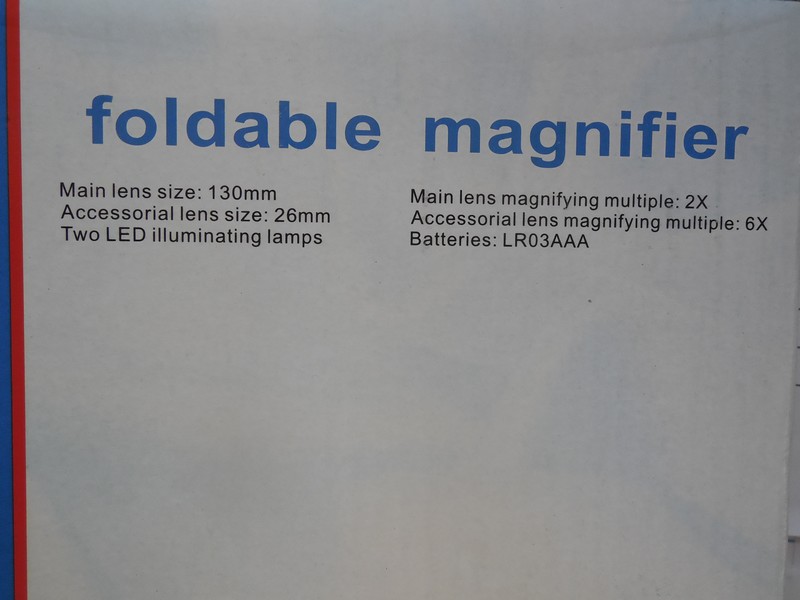 foldable magnifier
Main lens size: 130mm
Accessorial lens size: 26mm
Two LED illuminating lamps
Main lens magnifying multiple: 2X
Accessorial lens magnifying multiple: 6X
Batteries: LR03AAA